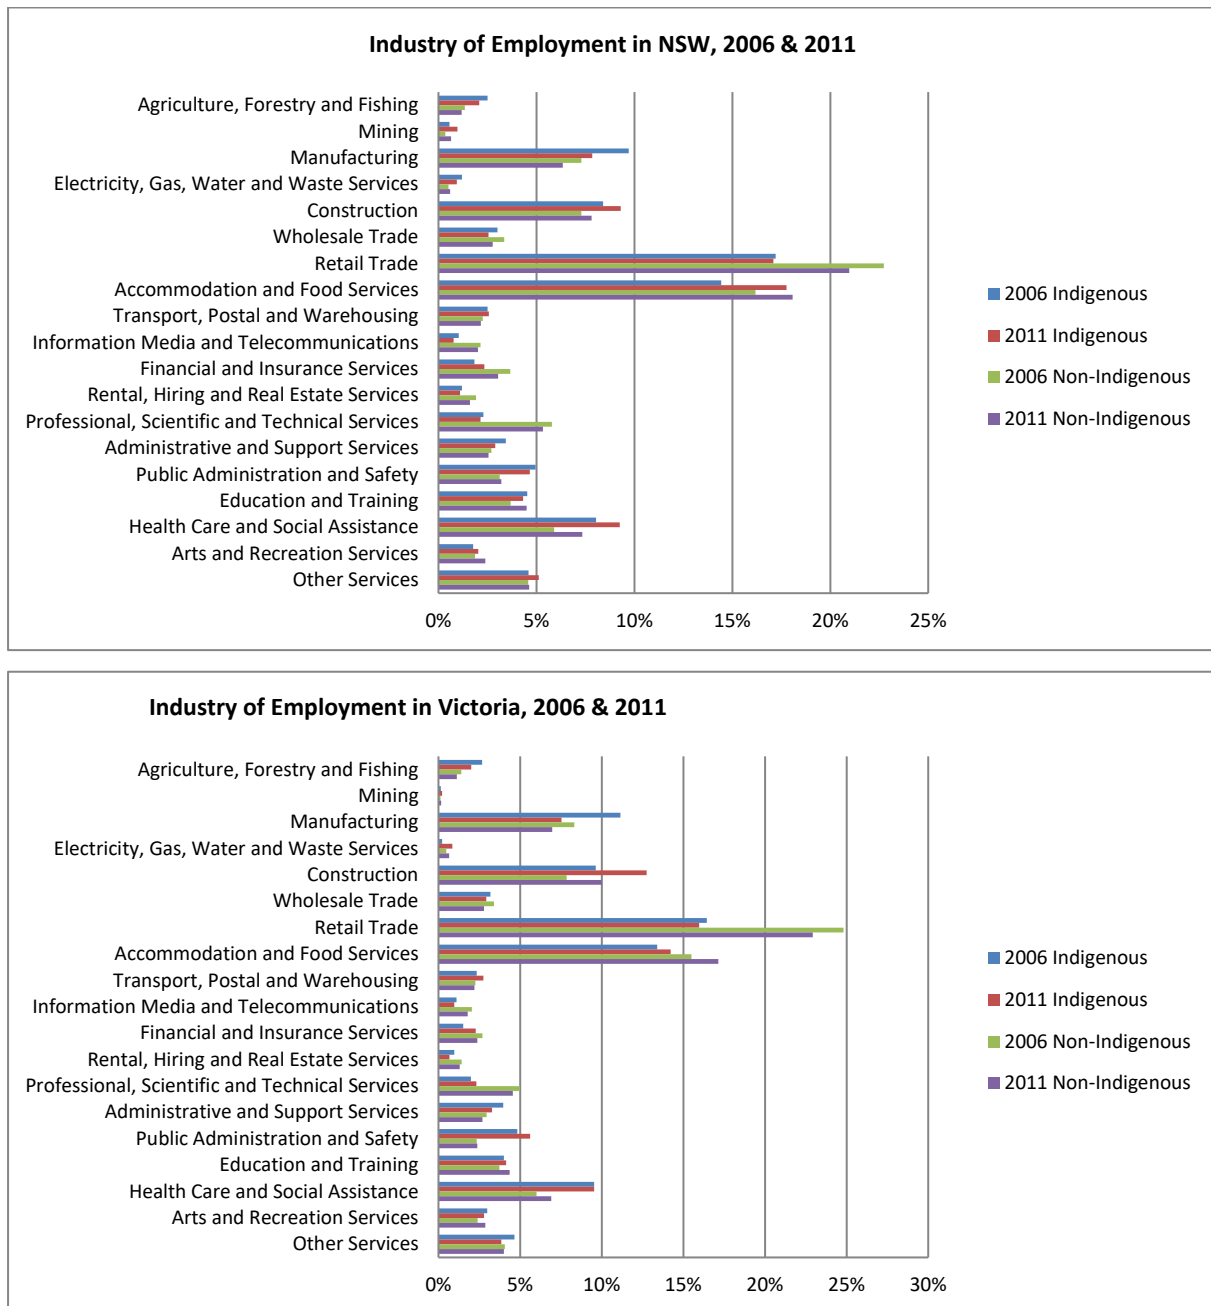 Industry of Employment in NSW, 2006 & 2011
Agriculture, Forestry and Fishing
Mining
Manufacturing
Electricity, Gas, Water and Waste Services
Construction
Wholesale Trade
Retail Trade
Accommodation and Food Services
Transport, Postal and Warehousing
Information Media and Telecommunications
Financial and Insurance Services
Rental, Hiring and Real Estate Services
Professional, Scientific and Technical Services
Administrative and Support Services
Public Administration and Safety
Education and Training
Health Care and Social Assistance
Arts and Recreation Services
Other Services
0% 5% 10% 15% 20% 25%
2006 Indigenous
2011 Indigenous
2006 Non-Indigenous
2011 Non-Indigenous
Industry of Employment in Victoria, 2006 & 2011
Agriculture, Forestry and Fishing
Mining
Manufacturing
Electricity, Gas, Water and Waste Services
Construction
Wholesale Trade
Retail Trade
Accommodation and Food Services
Transport, Postal and Warehousing
Information Media and Telecommunications
Financial and Insurance Services
Rental, Hiring and Real Estate Services
Professional, Scientific and Technical Services
Administrative and Support Services
Public Administration and Safety
Education and Training
Health Care and Social Assistance
Arts and Recreation Services
Other Services
0% 5% 10% 15% 20% 25% 30%
2006 Indigenous
2011 Indigenous
2006 Non-Indigenous
2011 Non-Indigenous